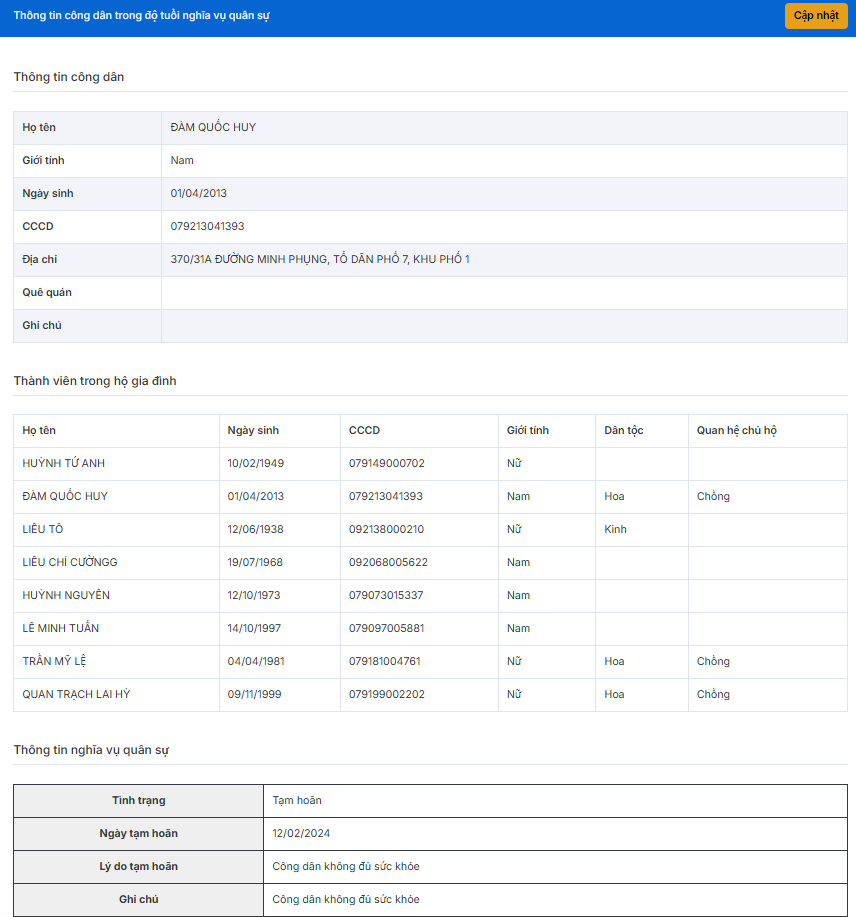 Thông tin công dân trong độ tuổi nghĩa vụ quân sự
Cập nhật
Thông tin công dân
Họ tên ĐÀM QUỐC HUY
Giới tính Nam
Ngày sinh 01/04/2013
CCCD 079213041393
Địa chỉ 370/31A ĐƯỜNG MINH PHỤNG, TỔ DÂN PHỐ 7, KHU PHỐ 1
Quê quán
Ghi chú
Thành viên trong hộ gia đình
Họ tên Ngày sinh CCCD Giới tính Dân tộc Quan hệ chủ hộ
HUỲNH TỨ ANH 10/02/1949 079149000702 Nữ
ĐÀM QUỐC HUY 01/04/2013 079213041393 Nam Hoa Chồng
LIÊU TÔ 12/06/1938 092138000210 Nữ Kinh
LIÊU CHÍ CƯỜNGG 19/07/1968 092068005622 Nam
HUỲNH NGUYÊN 12/10/1973 079073015337 Nam
LÊ MINH TUẤN 14/10/1997 079097005881 Nam
TRẦN MỸ LỆ 04/04/1981 079181004761 Nữ Hoa Chồng
QUAN TRẠCH LAI HỶ 09/11/1999 079199002202 Nữ Hoa Chồng
Thông tin nghĩa vụ quân sự
Tình trạng Tạm hoãn
Ngày tạm hoãn 12/02/2024
Lý do tạm hoãn Công dân không đủ sức khỏe
Ghi chú Công dân không đủ sức khỏe